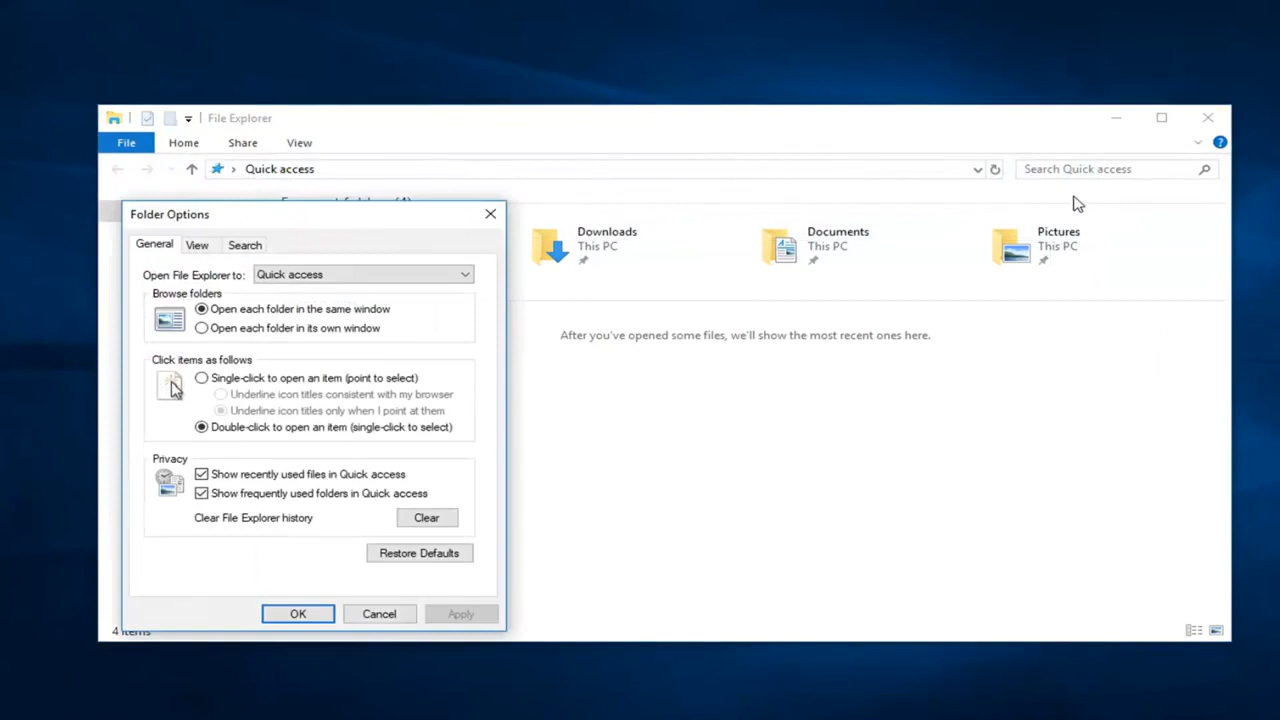 File Explorer
File Home Share View
Quick access
Search Quick access
Folder Options
General View Search
Open File Explorer to: Quick access
Browse folders
Open each folder in the same window
Open each folder in its own window
Click items as follows
Single-click to open an item (point to select)
Underline icon titles consistent with my browser
Underline icon titles only when I point at them
Double-click to open an item (single-click to select)
Privacy
Show recently used files in Quick access
Show frequently used folders in Quick access
Clear File Explorer history Clear
Restore Defaults
OK Cancel Apply
Downloads
This PC
Documents
This PC
Pictures
This PC
After you've opened some files, we'll show the most recent ones here.
4 items